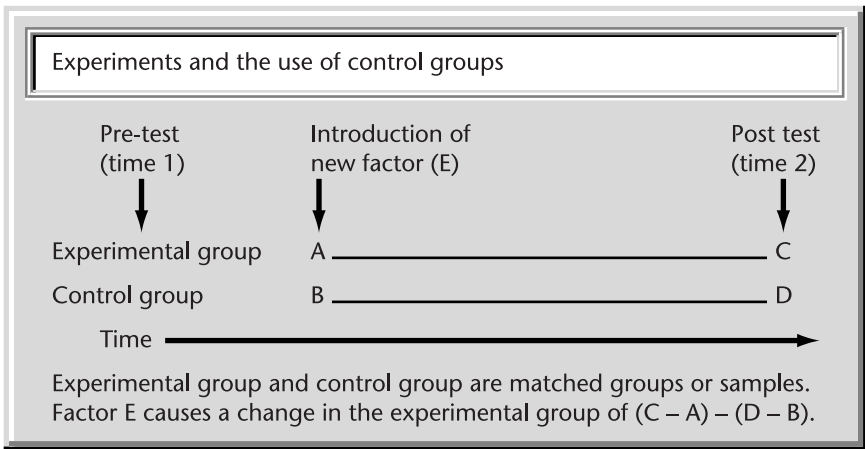 Experiments and the use of control groups
Pre-test Introduction of Post test
(time 1) new factor (E) (time 2)
Experimental group A C
Control group B D
Time
Experimental group and control group are matched groups or samples.
Factor E causes a change in the experimental group of (C – A) – (D – B).